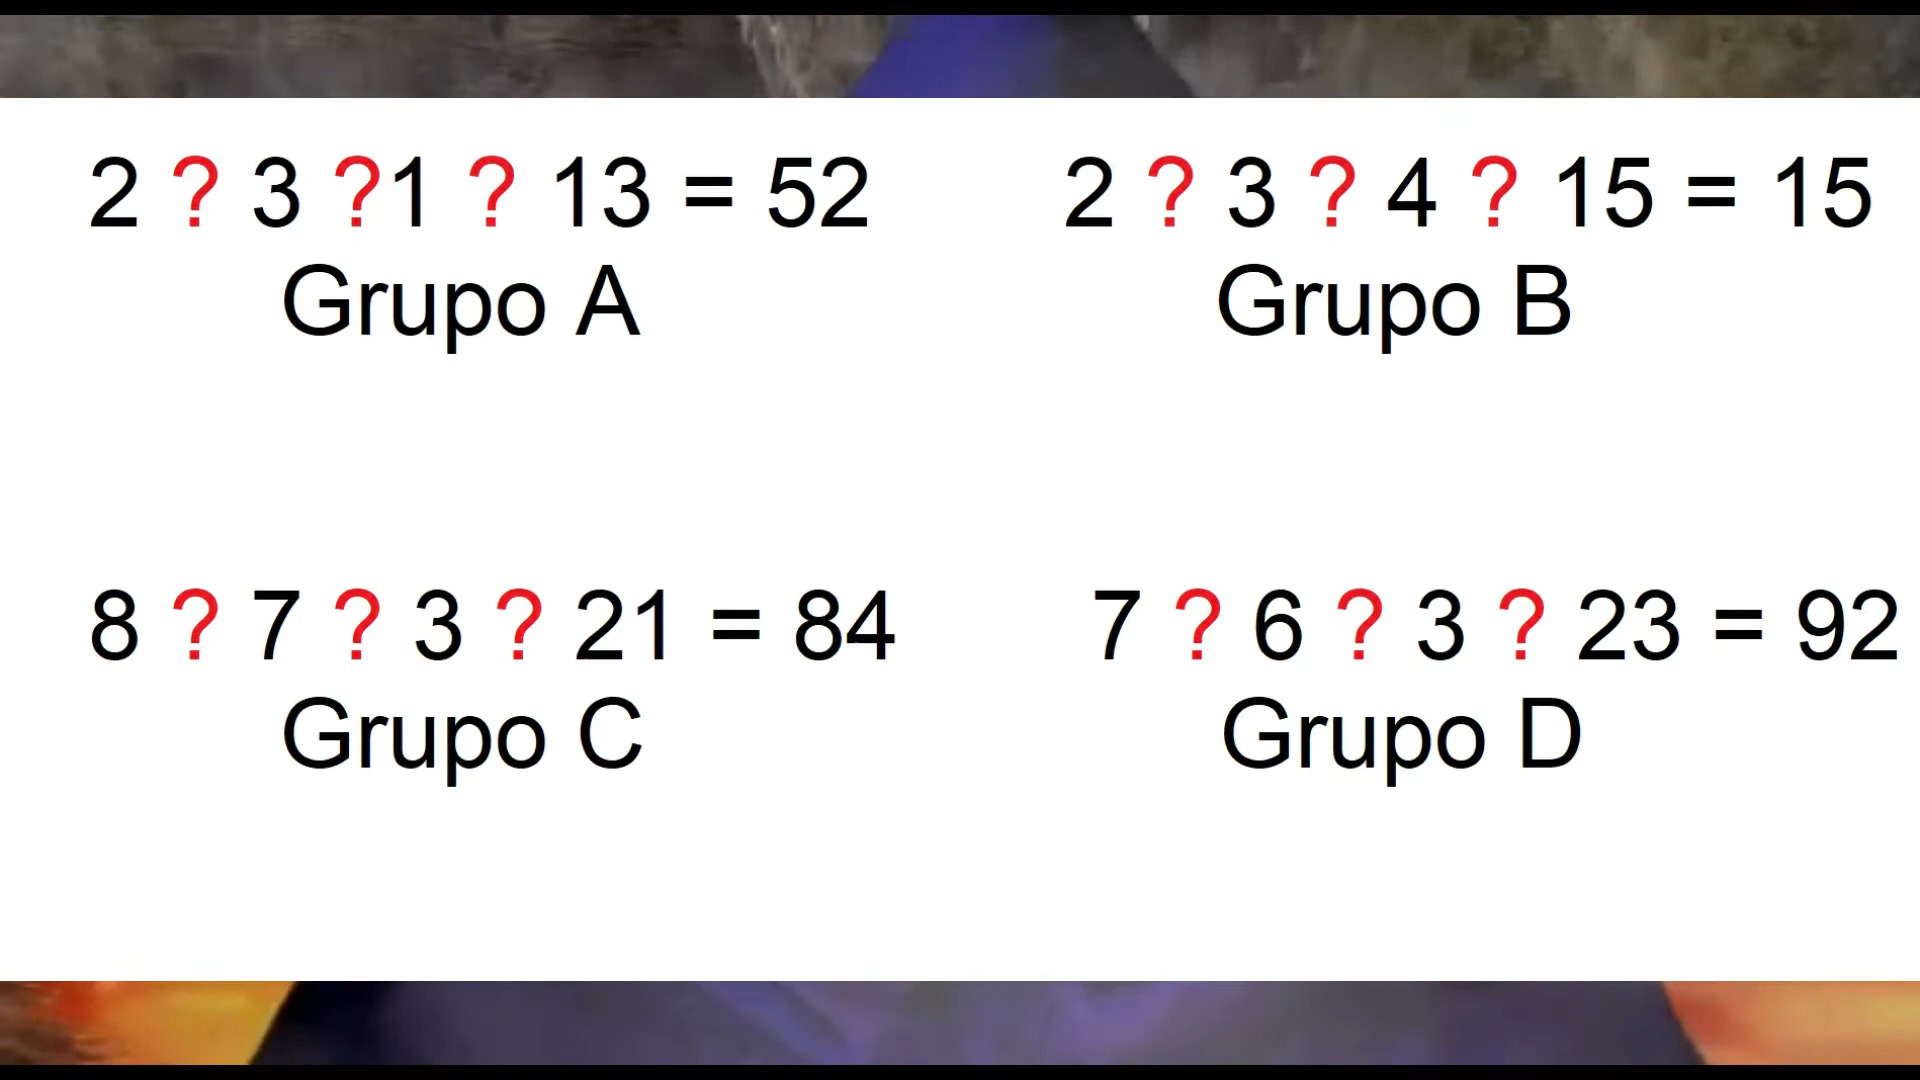 2 ? 3 ?1 ? 13 = 52
Grupo A
2 ? 3 ? 4 ? 15 = 15
Grupo B
8 ? 7 ? 3 ? 21 = 84
Grupo C
7 ? 6 ? 3 ? 23 = 92
Grupo D